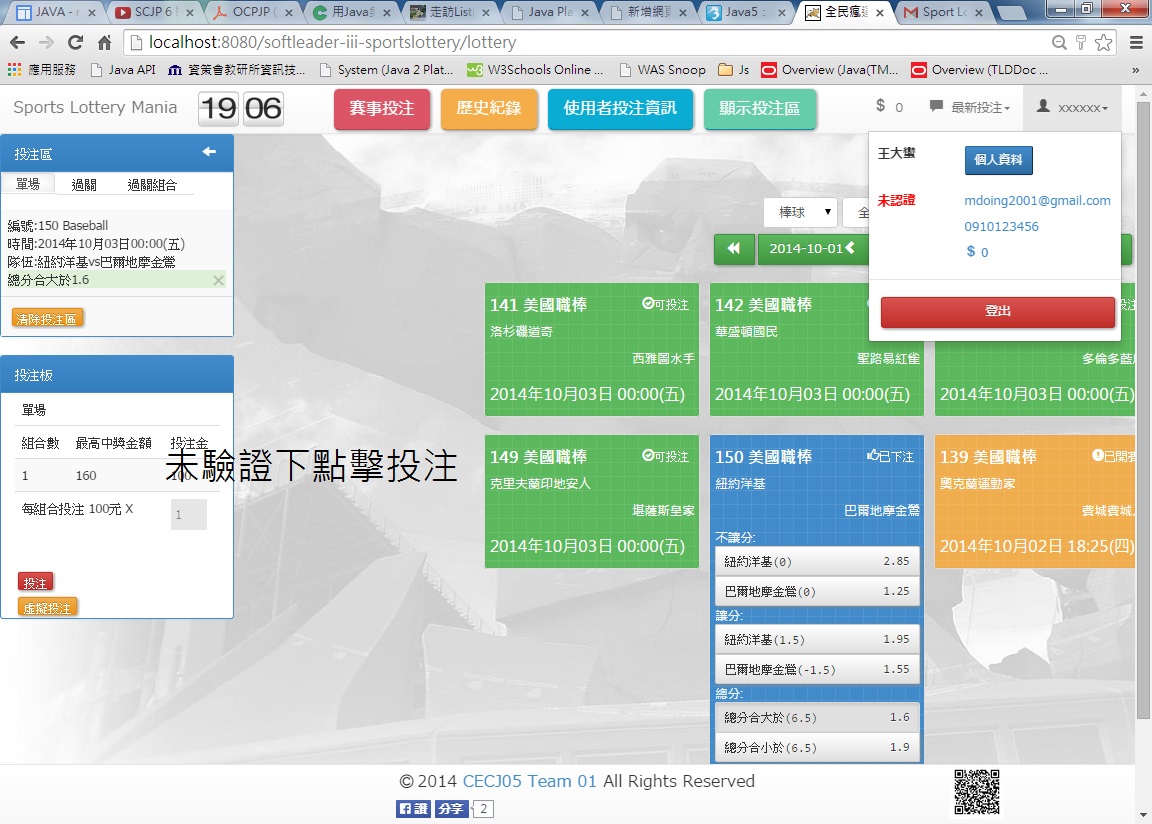 JAVA - r
SCJP 6
OCPJP (
用Java
走訪List
Java Pla
新增網
Java5 :
全民瘋運
Sport Lo
localhost:8080/softleader-iii-sportslottery/lottery
應用服務
Java API
資策會教研所資訊技...
System (Java 2 Plat...
W3Schools Online ...
WAS Snoop
Js
Overview (Java(TM...
Overview (TLDDoc ...
»
Sports Lottery Mania
19 06
賽事投注
歷史紀錄
使用者投注資訊
顯示投注區
$ 0
最新投注
xxxxxx
王大蠻
個人資料
未認證
mdoing2001@gmail.com
0910123456
$ 0
登出
投注區
單場
過關
過關組合
編號:150 Baseball
時間:2014年10月03日00:00(五)
隊伍:紐約洋基vs巴爾地摩金鶯
總分合大於1.6
清除投注區
投注板
單場
組合數
最高中獎金額
投注金
1
160
100
每組合投注 100元 X
1
投注
虛擬投注
未驗證下點擊投注
棒球
全
2014-10-01
141 美國職棒
可投注
洛杉磯道奇
西雅圖水手
2014年10月03日 00:00(五)
142 美國職棒
華盛頓國民
聖路易紅雀
2014年10月03日 00:00(五)
投注
多倫多藍
2014年10月03日 00:00(五)
149 美國職棒
可投注
克里夫蘭印地安人
堪薩斯皇家
2014年10月03日 00:00(五)
150 美國職棒
已下注
紐約洋基
巴爾地摩金鶯
不讓分:
紐約洋基(0) 2.85
巴爾地摩金鶯(0) 1.25
讓分:
紐約洋基(1.5) 1.95
巴爾地摩金鶯(-1.5) 1.55
總分:
總分合大於(6.5) 1.6
總分合小於(6.5) 1.9
139 美國職棒
已開賽
奧克蘭運動家
費城費城人
2014年10月02日 18:25(四)
© 2014 CECJ05 Team 01 All Rights Reserved
讚
分享
2